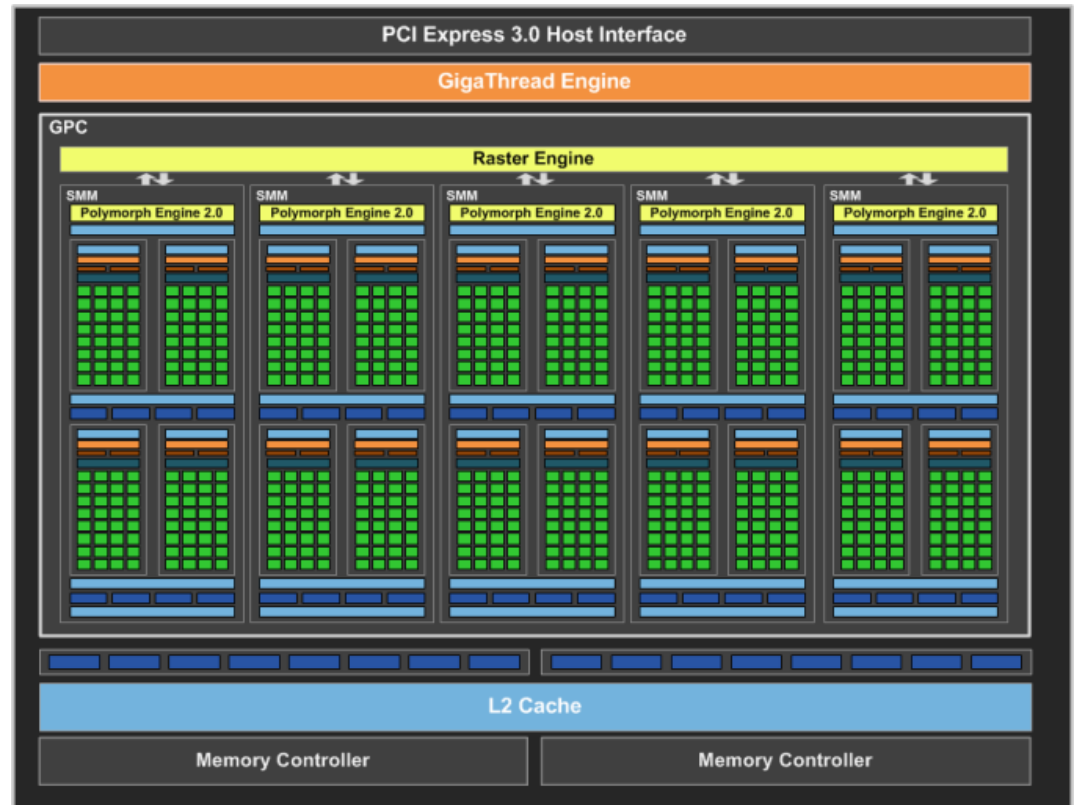 PCI Express 3.0 Host Interface
GigaThread Engine
GPC
Raster Engine
SMM SMM SMM SMM SMM
Polymorph Engine 2.0 Polymorph Engine 2.0 Polymorph Engine 2.0 Polymorph Engine 2.0 Polymorph Engine 2.0
L2 Cache
Memory Controller Memory Controller